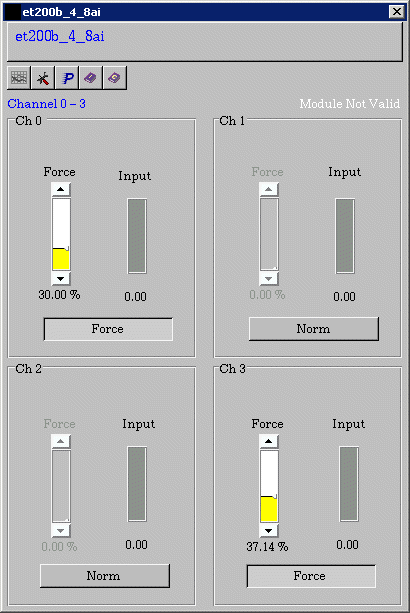 et200b_4_8ai
et200b_4_8ai
P
Channel 0 - 3
Module Not Valid
Ch 0
Force
Input
30.00 %
0.00
Force
Ch 1
Force
Input
0.00 %
0.00
Norm
Ch 2
Force
Input
0.00 %
0.00
Norm
Ch 3
Force
Input
37.14 %
0.00
Force